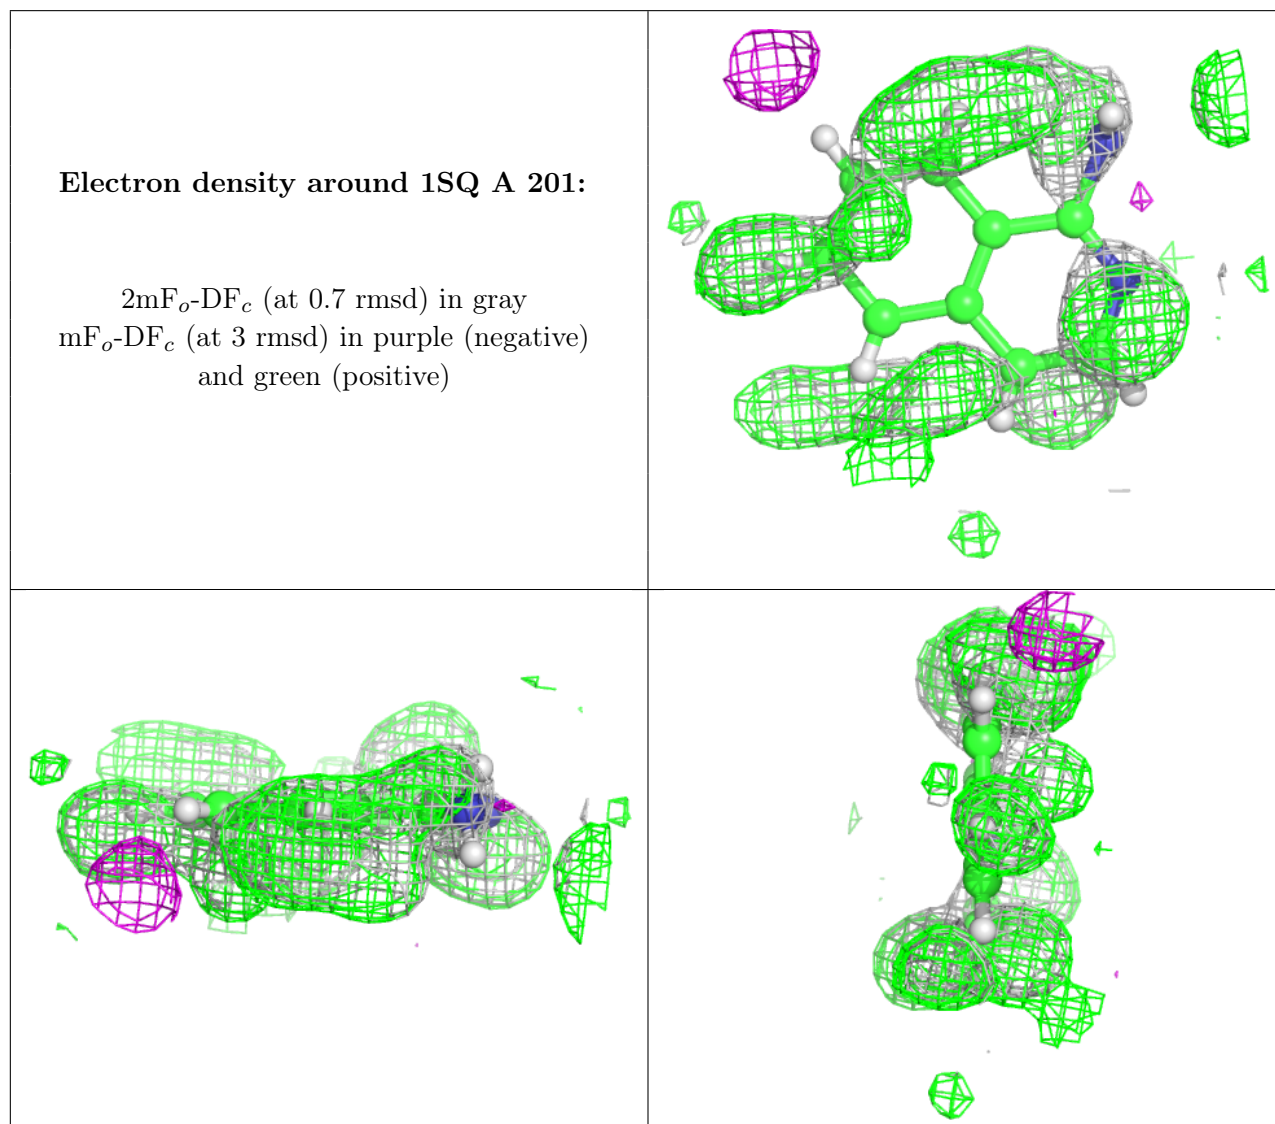 Electron density around 1SQ A 201:
2mFo-DFc (at 0.7 rmsd) in gray
mFo-DFc (at 3 rmsd) in purple (negative)
and green (positive)